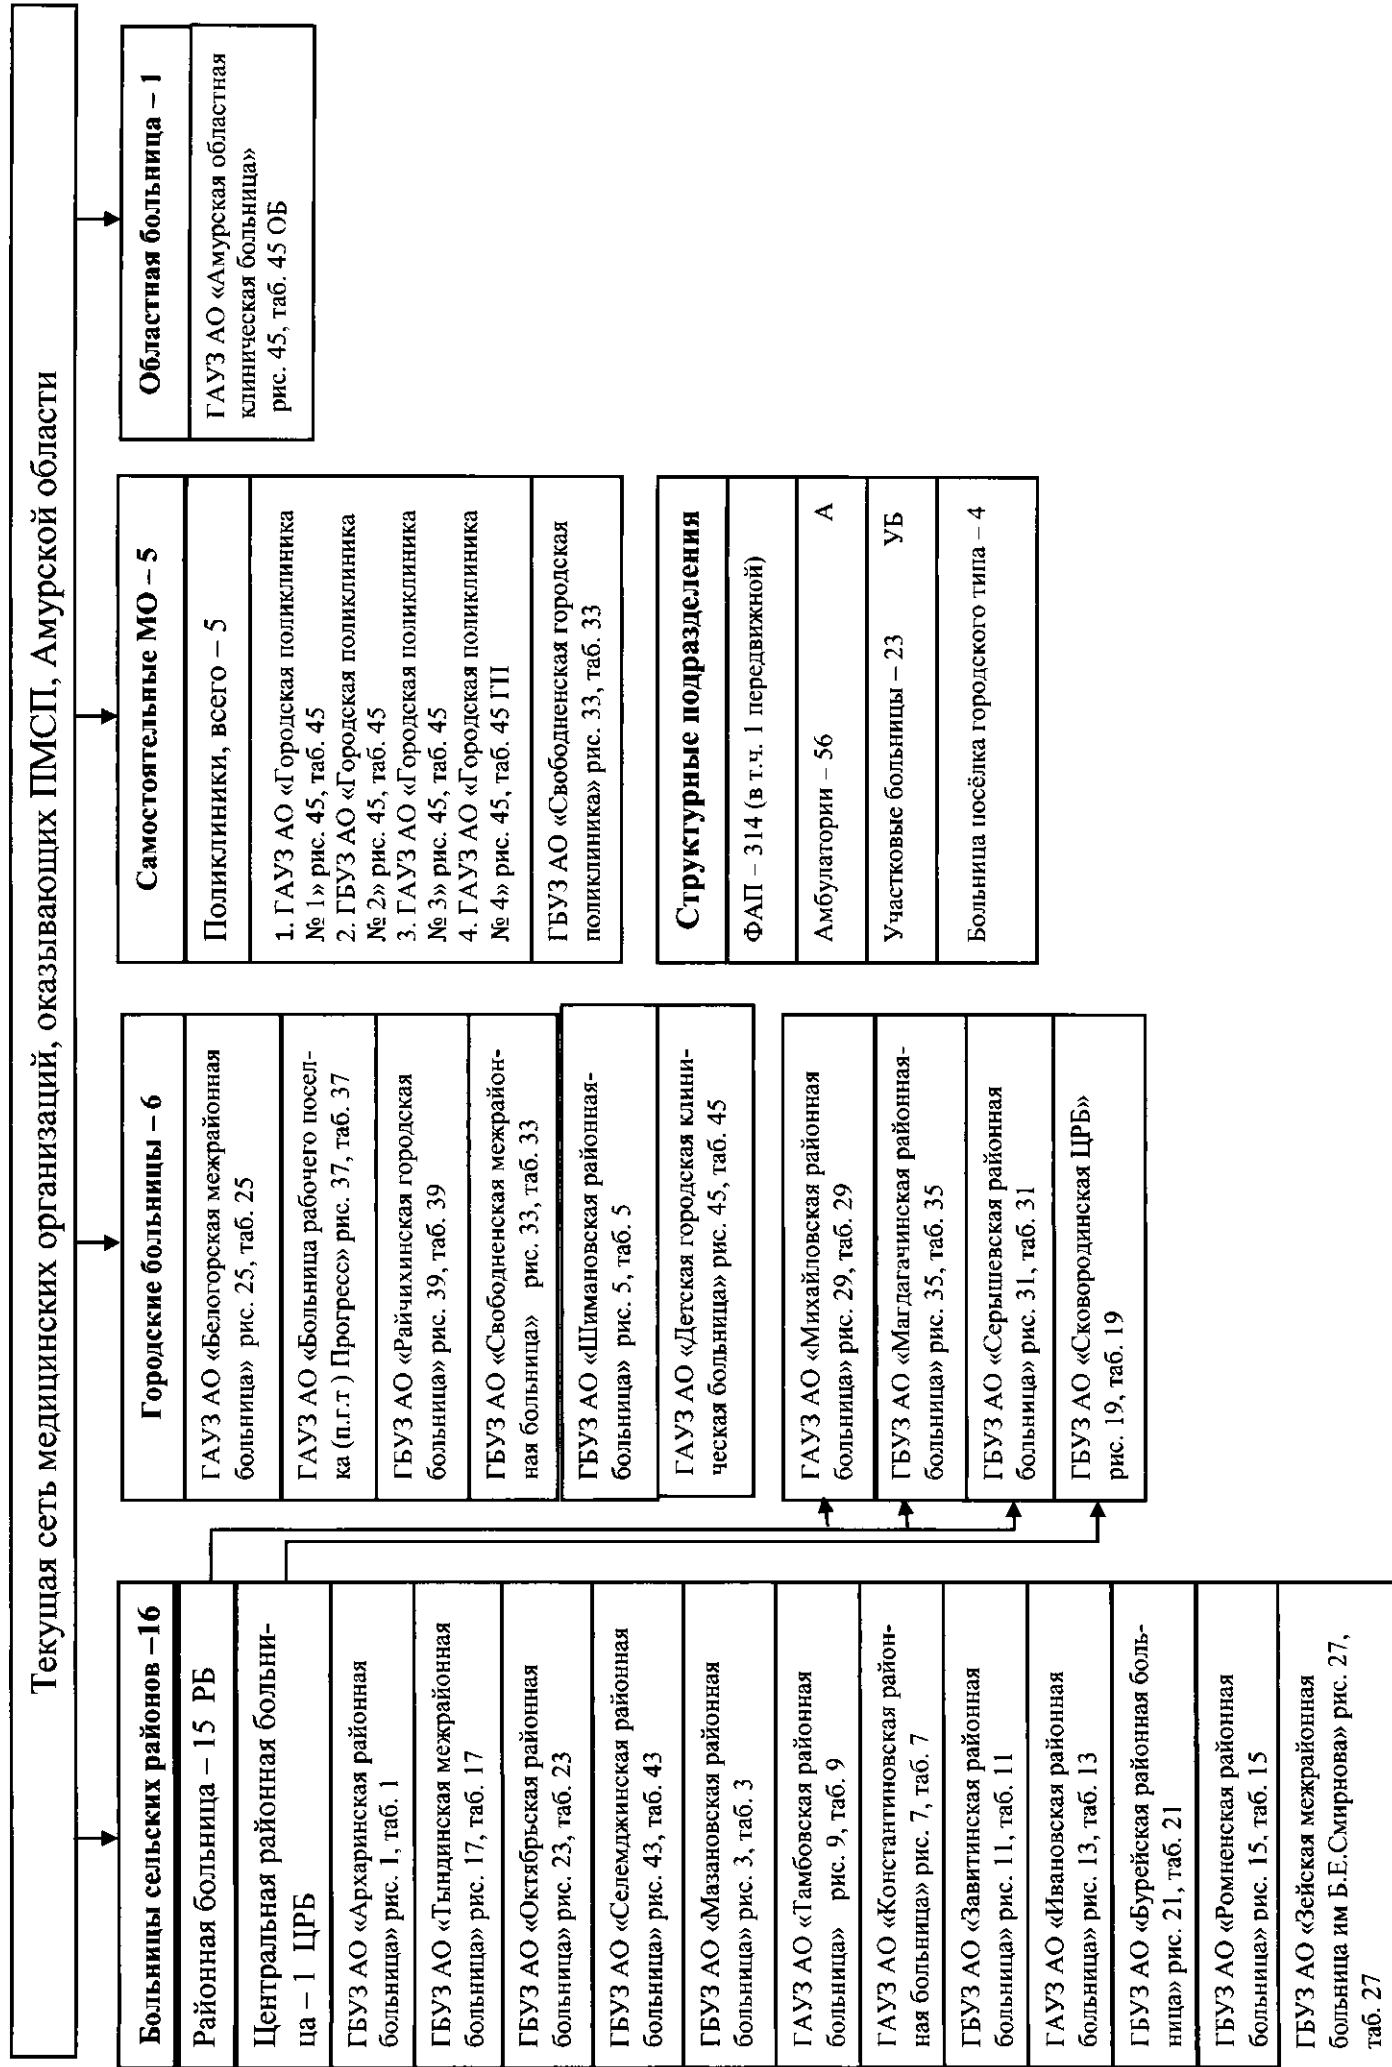 Текущая сеть медицинских организаций, оказывающих ПМСП, Амурской области
Больницы сельских районов –16
Районная больница – 15 РБ
Центральная районная больни-
ца – 1 ЦРБ
ГБУЗ АО «Архаринская районная
больница» рис. 1, таб. 1
ГБУЗ АО «Тындинская межрайонная
больница» рис. 17, таб. 17
ГБУЗ АО «Октябрьская районная
больница» рис. 23, таб. 23
ГБУЗ АО «Селемджинская районная
больница» рис. 43, таб. 43
ГБУЗ АО «Мазановская районная
больница» рис. 3, таб. 3
ГАУЗ АО «Тамбовская районная
больница» рис. 9, таб. 9
ГАУЗ АО «Константиновская район-
ная больница» рис. 7, таб. 7
ГБУЗ АО «Завитинская районная
больница» рис. 11, таб. 11
ГАУЗ АО «Ивановская районная
больница» рис. 13, таб. 13
ГБУЗ АО «Бурейская районная боль-
ница» рис. 21, таб. 21
ГБУЗ АО «Ромненская районная
больница» рис. 15, таб. 15
ГБУЗ АО «Зейская межрайонная
больница им Б.Е.Смирнова» рис. 27,
таб. 27
Городские больницы – 6
ГАУЗ АО «Белогорская межрайонная
больница» рис. 25, таб. 25
ГАУЗ АО «Больница рабочего посел-
ка (п.г.т ) Прогресс» рис. 37, таб. 37
ГБУЗ АО «Райчихинская городская
больница» рис. 39, таб. 39
ГБУЗ АО «Свободненская межрайон-
ная больница» рис. 33, таб. 33
ГБУЗ АО «Шимановская районная-
больница» рис. 5, таб. 5
ГАУЗ АО «Детская городская клини-
ческая больница» рис. 45, таб. 45
ГАУЗ АО «Михайловская районная
больница» рис. 29, таб. 29
ГБУЗ АО «Магдагачинская районная-
больница» рис. 35, таб. 35
ГБУЗ АО «Серышевская районная
больница» рис. 31, таб. 31
ГБУЗ АО «Сковородинская ЦРБ»
рис. 19, таб. 19
Самостоятельные МО – 5
Поликлиники, всего – 5
1. ГАУЗ АО «Городская поликлиника
№ 1» рис. 45, таб. 45
2. ГБУЗ АО «Городская поликлиника
№ 2» рис. 45, таб. 45
3. ГАУЗ АО «Городская поликлиника
№ 3» рис. 45, таб. 45
4. ГАУЗ АО «Городская поликлиника
№ 4» рис. 45, таб. 45 ГП
ГБУЗ АО «Свободненская городская
поликлиника» рис. 33, таб. 33
Структурные подразделения
ФАП – 314 (в т.ч. 1 передвижной)
Амбулатории – 56 А
Участковые больницы – 23 УБ
Больница посёлка городского типа – 4
Областная больница – 1
ГАУЗ АО «Амурская областная
клиническая больница»
рис. 45, таб. 45 ОБ